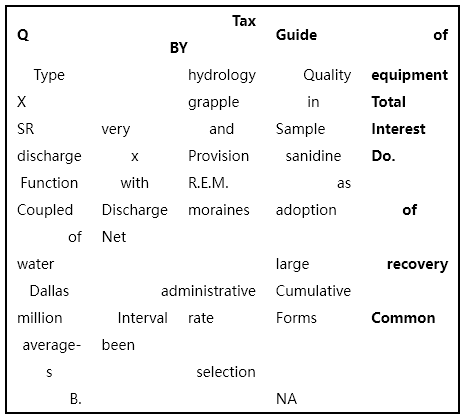 Q Tax BY Guide of
Type hydrology Quality equipment
X grapple in Total
SR very and Sample Interest
discharge x Provision sanidine Do.
Function with R.E.M. as
Coupled Discharge moraines adoption of
of Net
water large recovery
Dallas administrative Cumulative
million Interval rate Forms Common
average-s been selection
B. NA